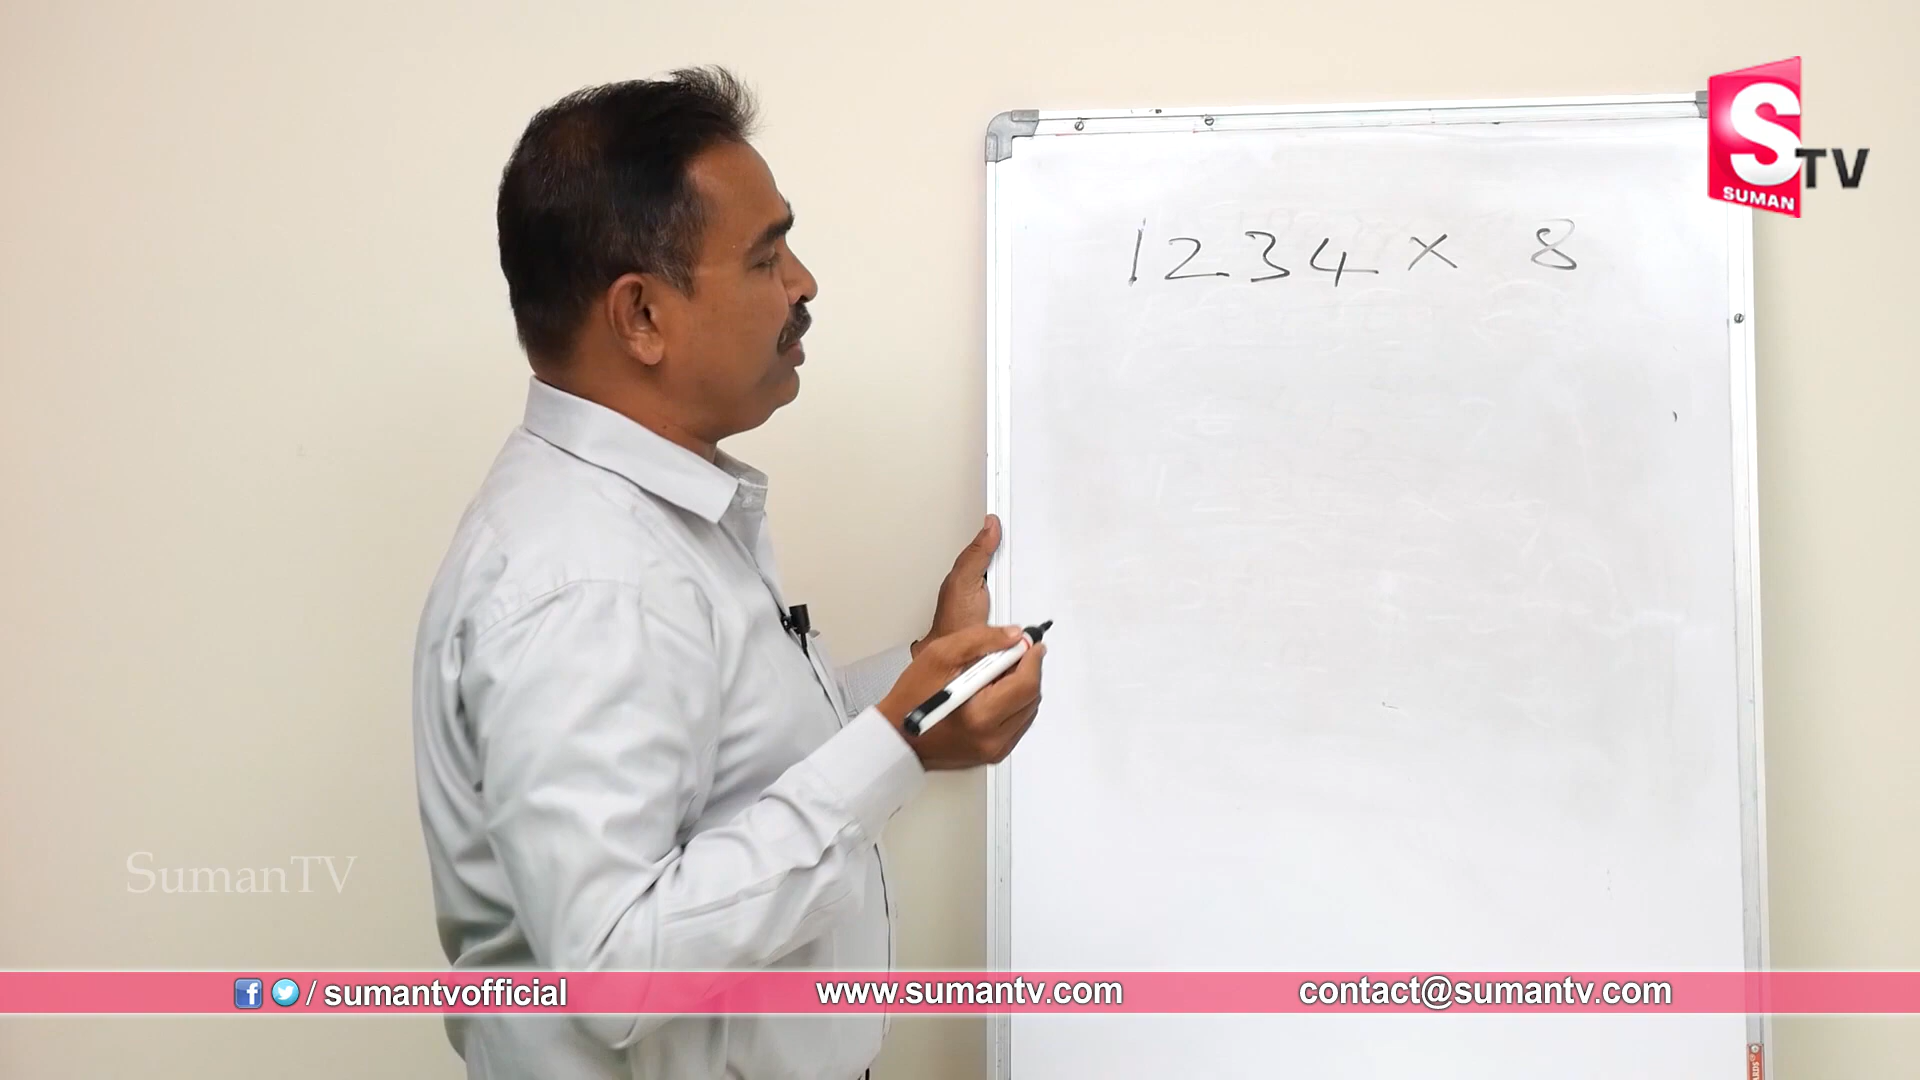 S TV
SUMAN
1234 × 8
SumanTV
/ sumantvofficial
www.sumantv.com
contact@sumantv.com